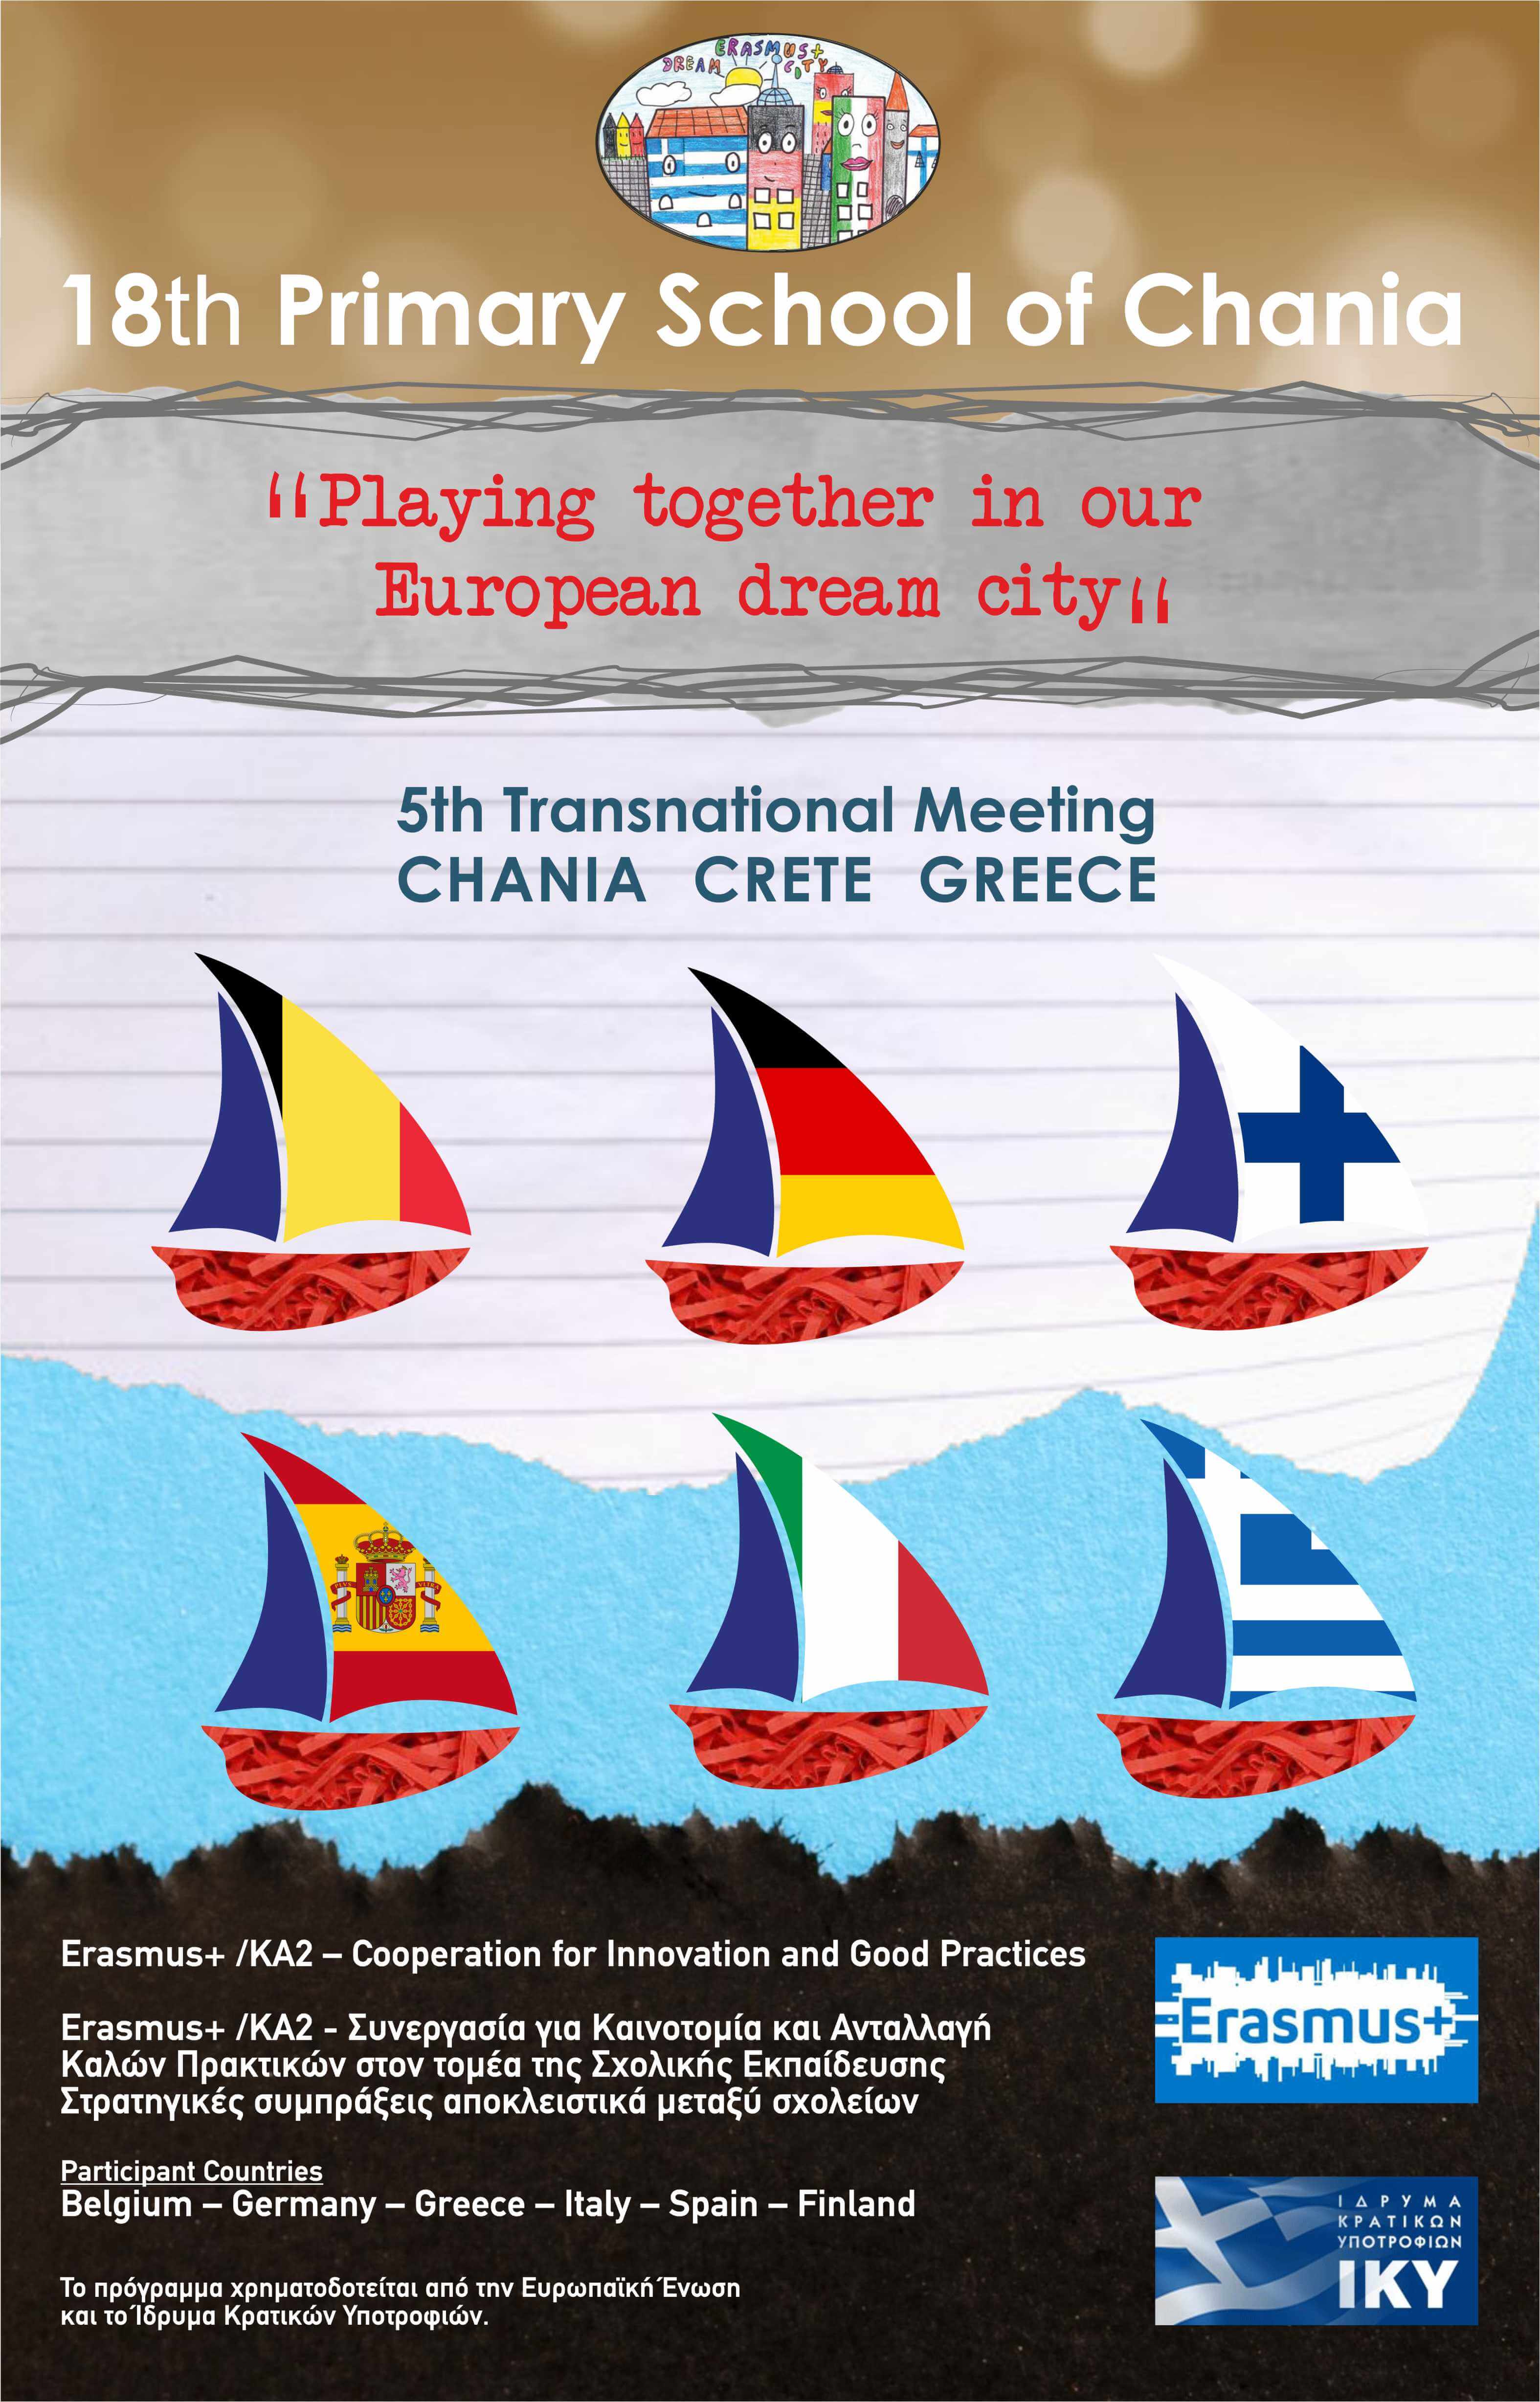 ERASMUS+
DREAM CITY
18th Primary School of Chania
“Playing together in our
European dream city“
5th Transnational Meeting
CHANIA CRETE GREECE
PLUS ULTRA
Erasmus+ /KA2 – Cooperation for Innovation and Good Practices
Erasmus+ /KA2 - Συνεργασία για Καινοτομία και Ανταλλαγή
Καλών Πρακτικών στον τομέα της Σχολικής Εκπαίδευσης
Στρατηγικές συμπράξεις αποκλειστικά μεταξύ σχολείων
Erasmus+
Participant Countries
Belgium – Germany – Greece – Italy – Spain – Finland
ΙΔΡΥΜΑ
ΚΡΑΤΙΚΩΝ
ΥΠΟΤΡΟΦΙΩΝ
ΙΚΥ
Το πρόγραμμα χρηματοδοτείται από την Ευρωπαϊκή Ένωση
και το Ίδρυμα Κρατικών Υποτροφιών.